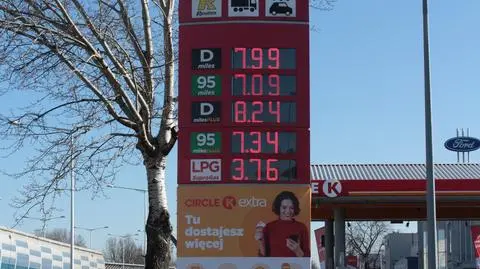 D
miles
7.99
95
miles
7.09
D
milesPLUS
8.24
95
milesPLUS
7.34
LPG
SupraGaz
3.76
CIRCLE K extra
Tu
dostajesz
więcej
K
Ford